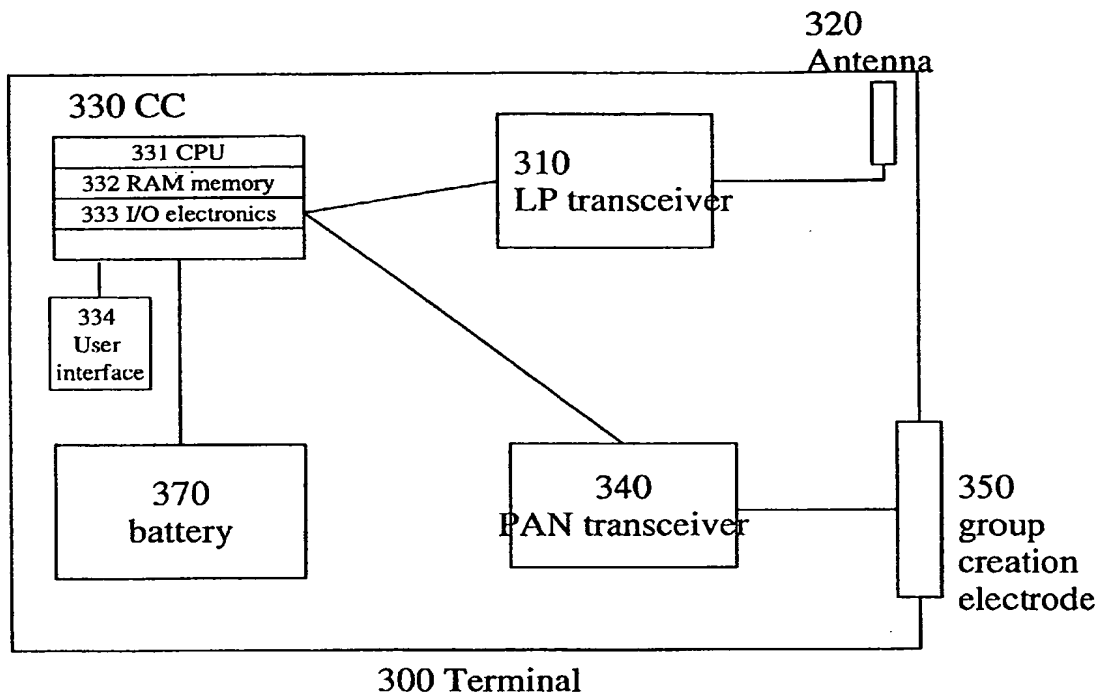 320
Antenna
330 CC
331 CPU
332 RAM memory
333 I/O electronics
310
LP transceiver
334
User
interface
370
battery
340
PAN transceiver
350
group
creation
electrode
300 Terminal